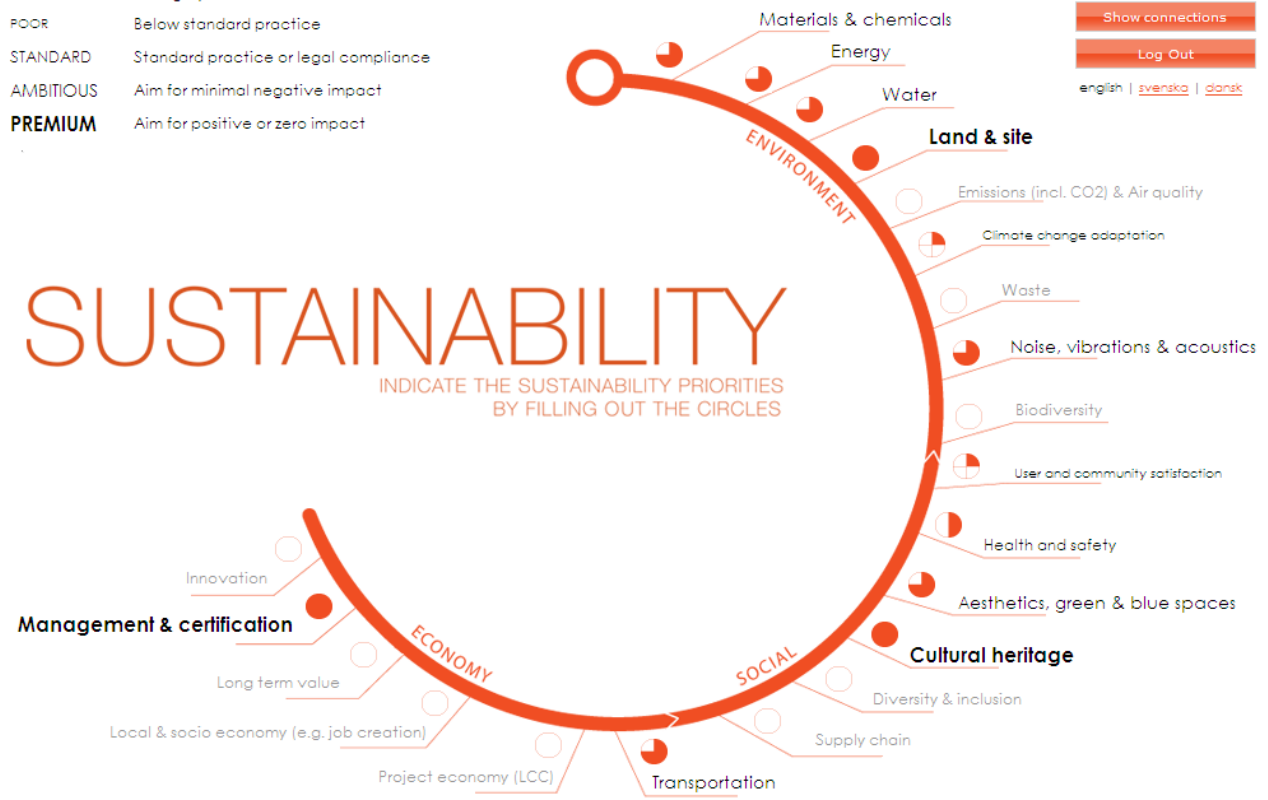 POOR Below standard practice
STANDARD Standard practice or legal compliance
AMBITIOUS Aim for minimal negative impact
PREMIUM Aim for positive or zero impact
Show connections
Log Out
english | svenska | dansk
Materials & chemicals
Energy
Water
Land & site
Emissions (incl. CO2) & Air quality
Climate change adaptation
Waste
Noise, vibrations & acoustics
Biodiversity
User and community satisfaction
Health and safety
Aesthetics, green & blue spaces
Cultural heritage
Diversity & inclusion
Supply chain
Transportation
Project economy (LCC)
Local & socio economy (e.g. job creation)
Long term value
Management & certification
Innovation
ENVIRONMENT
SOCIAL
ECONOMY
SUSTAINABILITY
INDICATE THE SUSTAINABILITY PRIORITIES
BY FILLING OUT THE CIRCLES